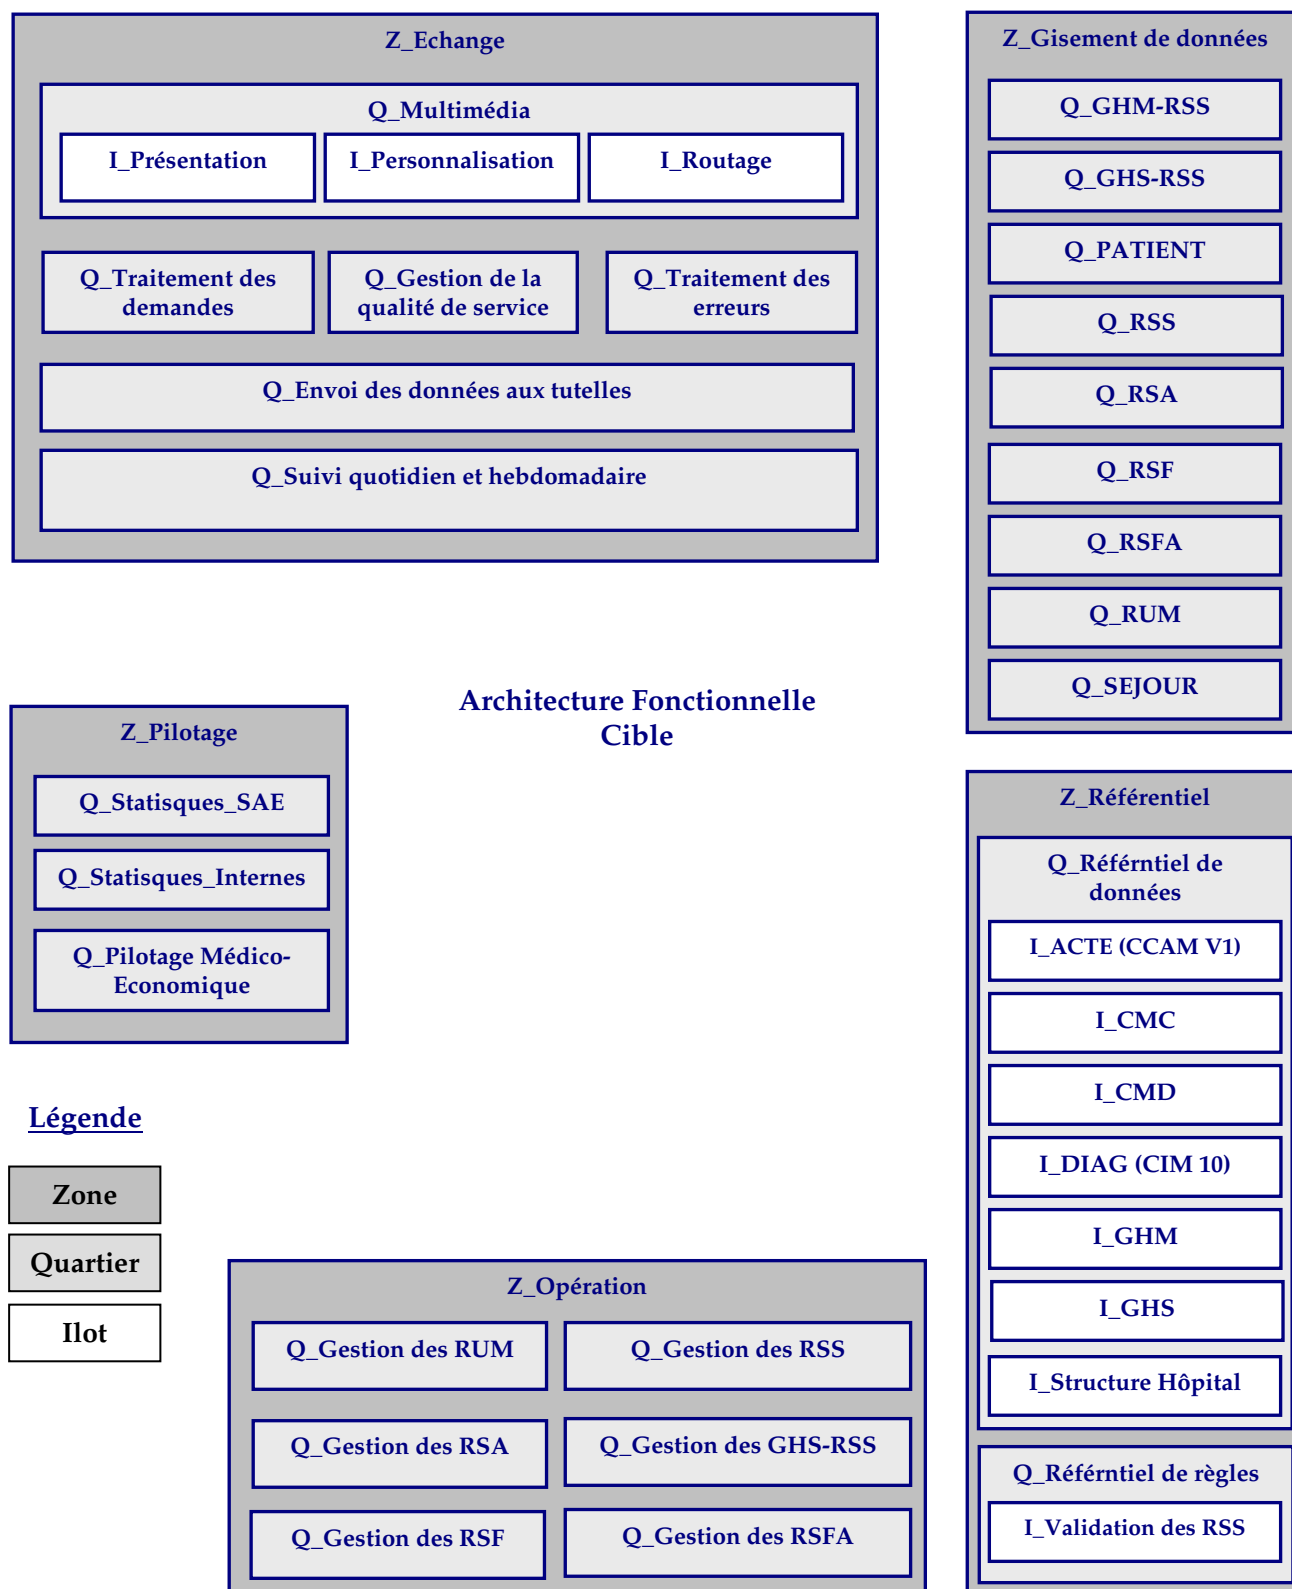 Z_Echange
Q_Multimédia
I_Présentation
I_Personnalisation
I_Routage
Q_Traitement des
demandes
Q_Gestion de la
qualité de service
Q_Traitement des
erreurs
Q_Envoi des données aux tutelles
Q_Suivi quotidien et hebdomadaire
Z_Gisement de données
Q_GHM-RSS
Q_GHS-RSS
Q_PATIENT
Q_RSS
Q_RSA
Q_RSF
Q_RSFA
Q_RUM
Q_SEJOUR
Architecture Fonctionnelle
Cible
Z_Pilotage
Q_Statisques_SAE
Q_Statisques_Internes
Q_Pilotage Médico-
Economique
Z_Référentiel
Q_Référntiel de
données
I_ACTE (CCAM V1)
I_CMC
I_CMD
I_DIAG (CIM 10)
I_GHM
I_GHS
I_Structure Hôpital
Q_Référntiel de règles
I_Validation des RSS
Légende
Zone
Quartier
Ilot
Z_Opération
Q_Gestion des RUM
Q_Gestion des RSS
Q_Gestion des RSA
Q_Gestion des GHS-RSS
Q_Gestion des RSF
Q_Gestion des RSFA